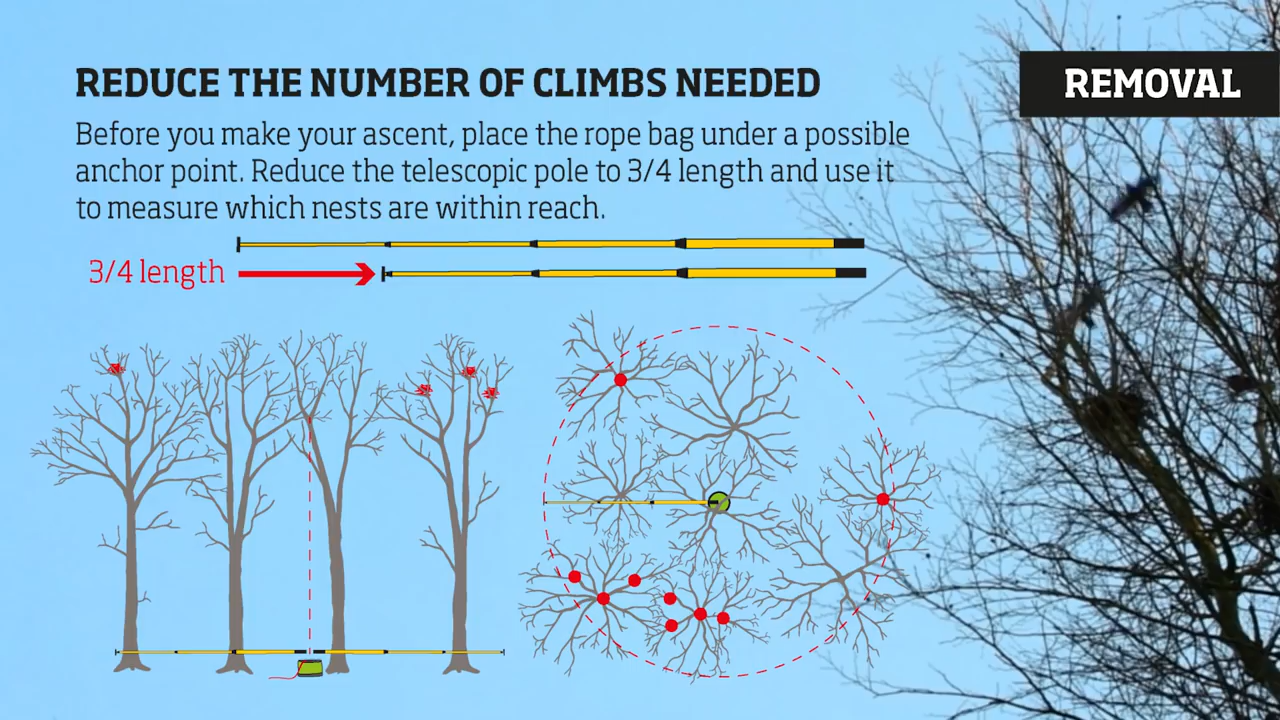 REDUCE THE NUMBER OF CLIMBS NEEDED
REMOVAL
Before you make your ascent, place the rope bag under a possible
anchor point. Reduce the telescopic pole to 3/4 length and use it
to measure which nests are within reach.
3/4 length